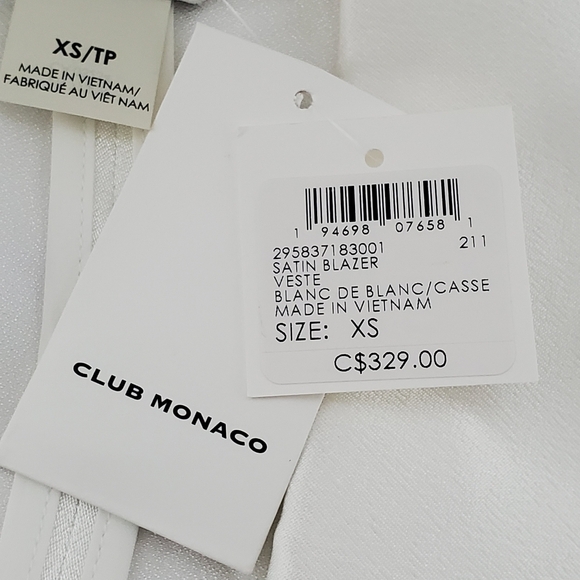 XS/TP
MADE IN VIETNAM/
FABRIQUÉ AU VIÊT NAM
CLUB MONACO
1 94698 07658 1
295837183001 211
SATIN BLAZER
VESTE
BLANC DE BLANC/CASSE
MADE IN VIETNAM
SIZE: XS
C$329.00